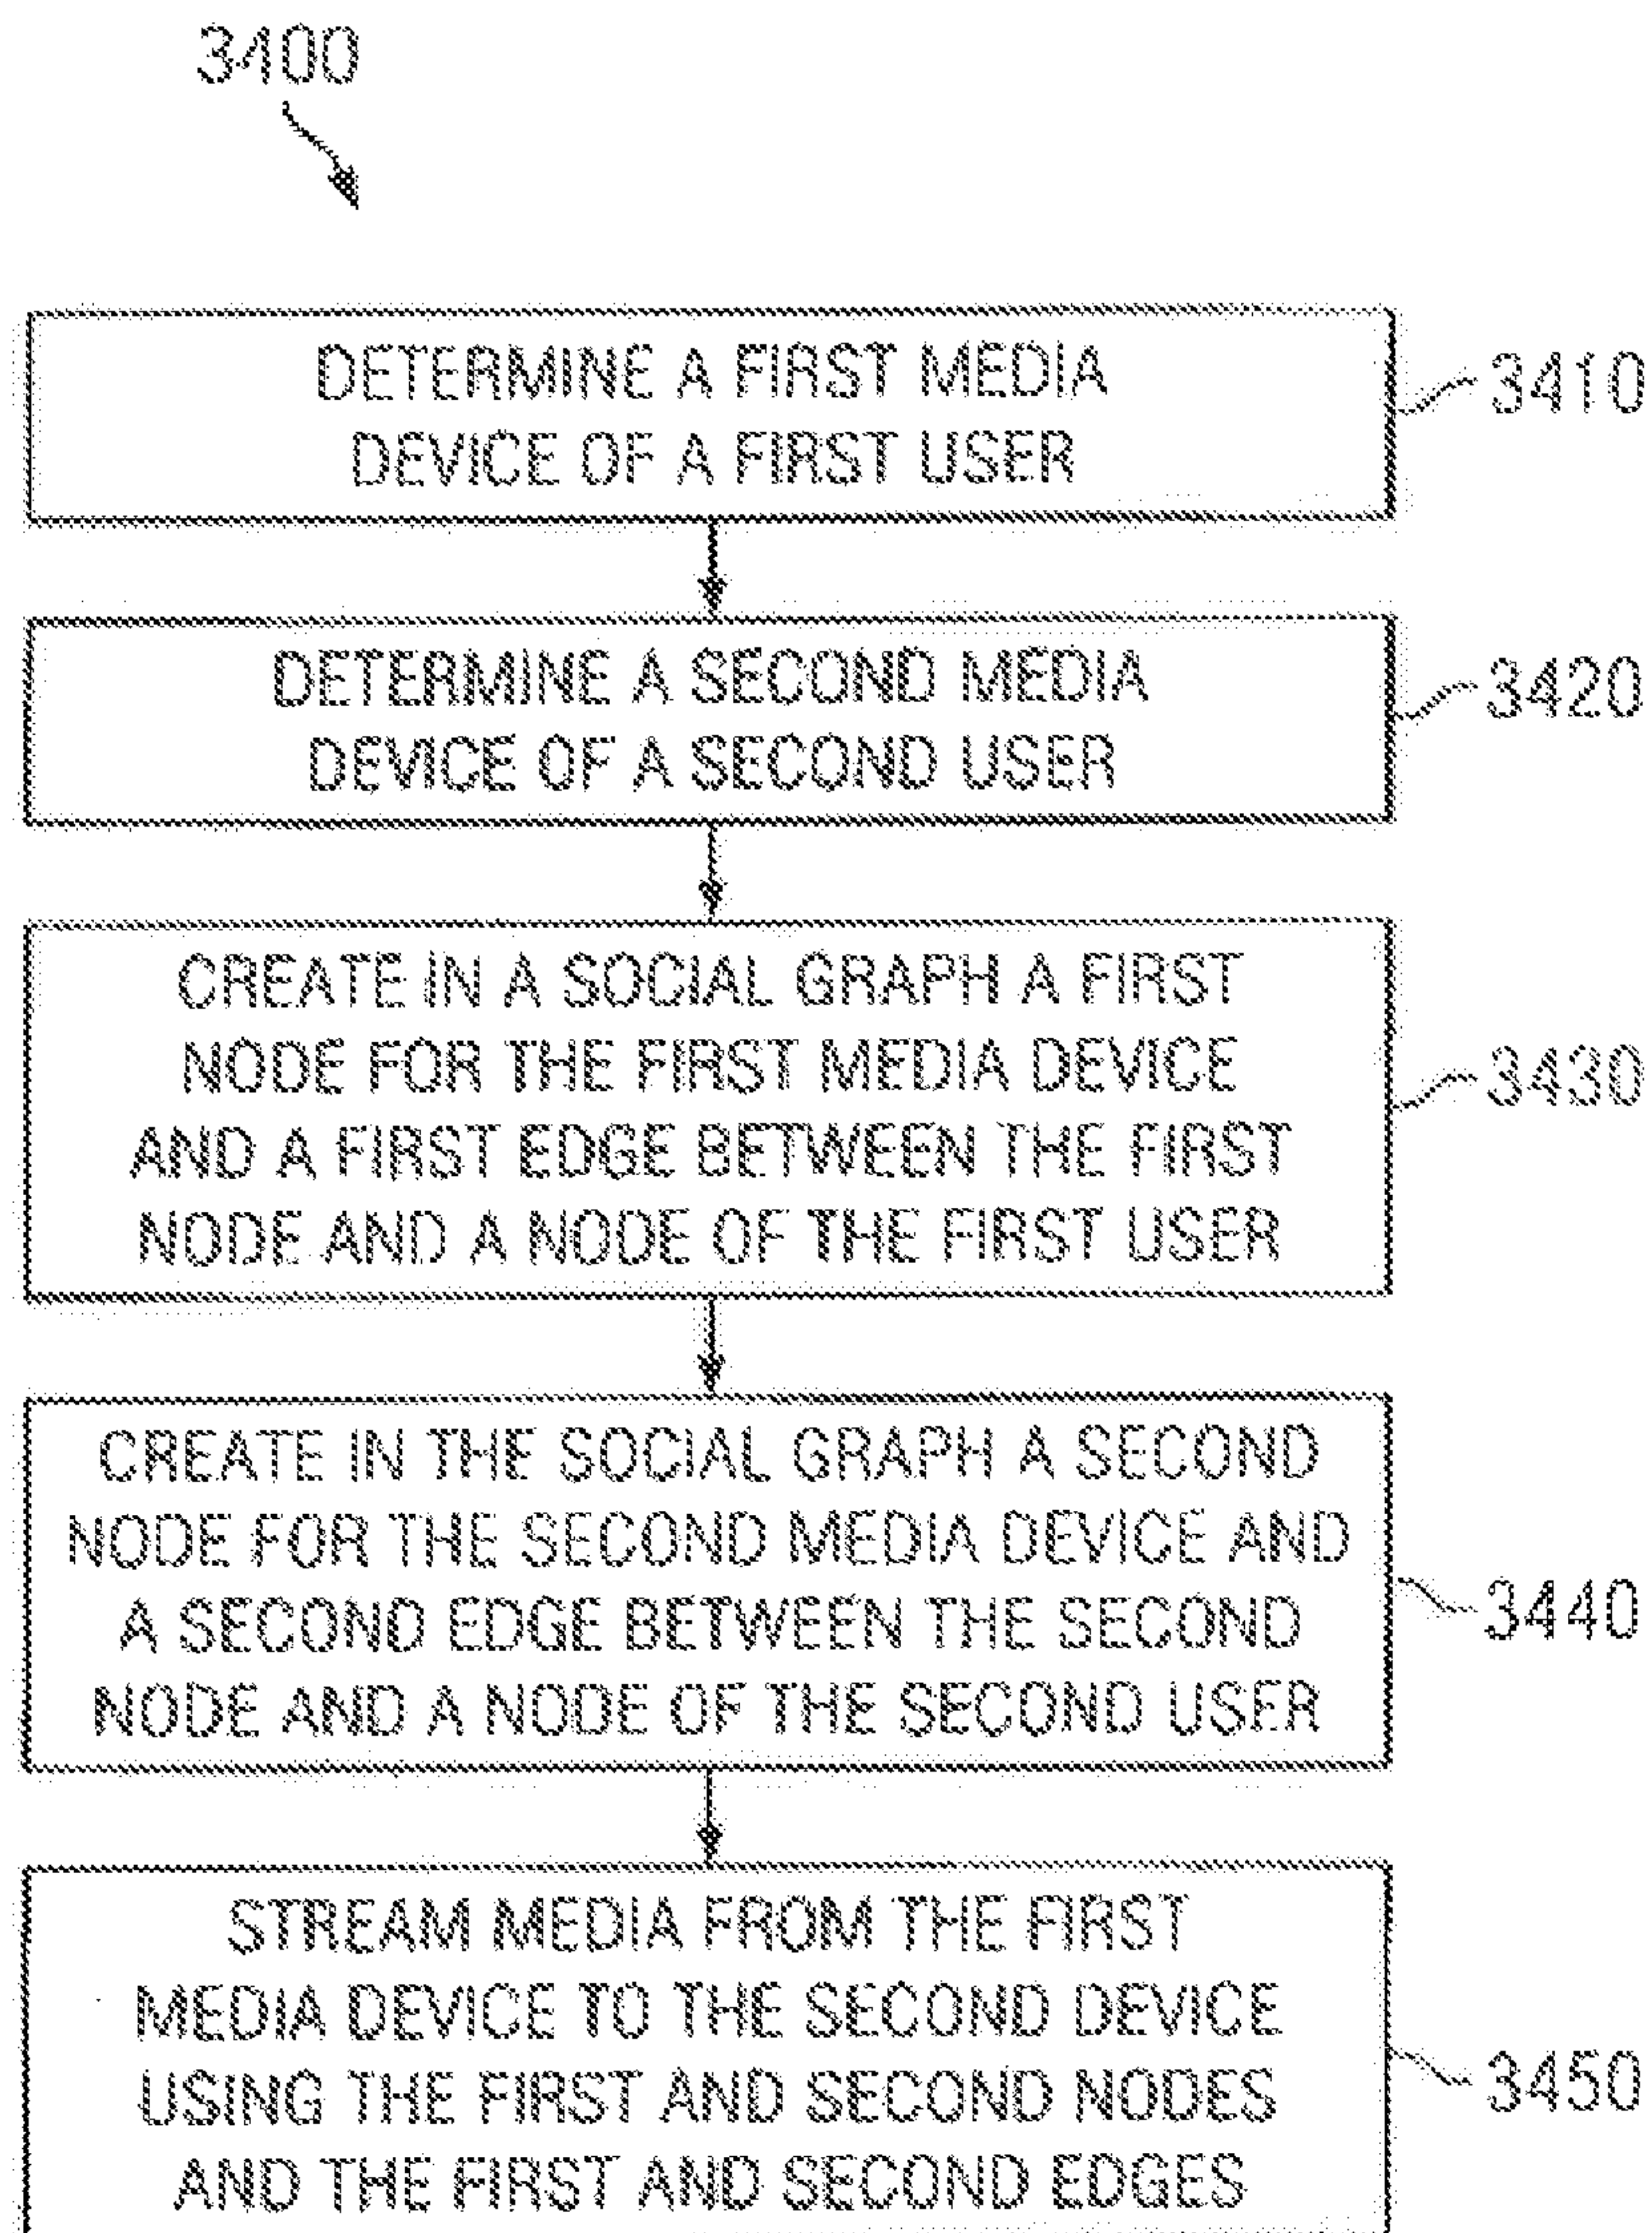 3400
DETERMINE A FIRST MEDIA
DEVICE OF A FIRST USER
3410
DETERMINE A SECOND MEDIA
DEVICE OF A SECOND USER
3420
CREATE IN A SOCIAL GRAPH A FIRST
NODE FOR THE FIRST MEDIA DEVICE
AND A FIRST EDGE BETWEEN THE FIRST
NODE AND A NODE OF THE FIRST USER
3430
CREATE IN THE SOCIAL GRAPH A SECOND
NODE FOR THE SECOND MEDIA DEVICE AND
A SECOND EDGE BETWEEN THE SECOND
NODE AND A NODE OF THE SECOND USER
3440
STREAM MEDIA FROM THE FIRST
MEDIA DEVICE TO THE SECOND DEVICE
USING THE FIRST AND SECOND NODES
AND THE FIRST AND SECOND EDGES
3450